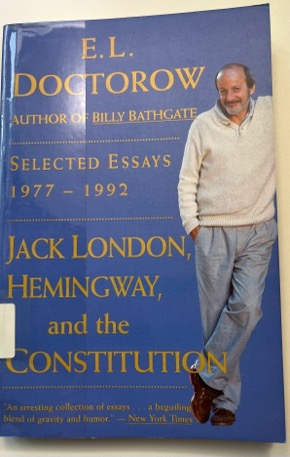 E.L.
DOCTOROW
AUTHOR OF BILLY BATHGATE
SELECTED ESSAYS
1977 – 1992
JACK LONDON,
HEMINGWAY,
and the
CONSTITUTION
"An arresting collection of essays . . . a beguiling
blend of gravity and humor." — New York Times